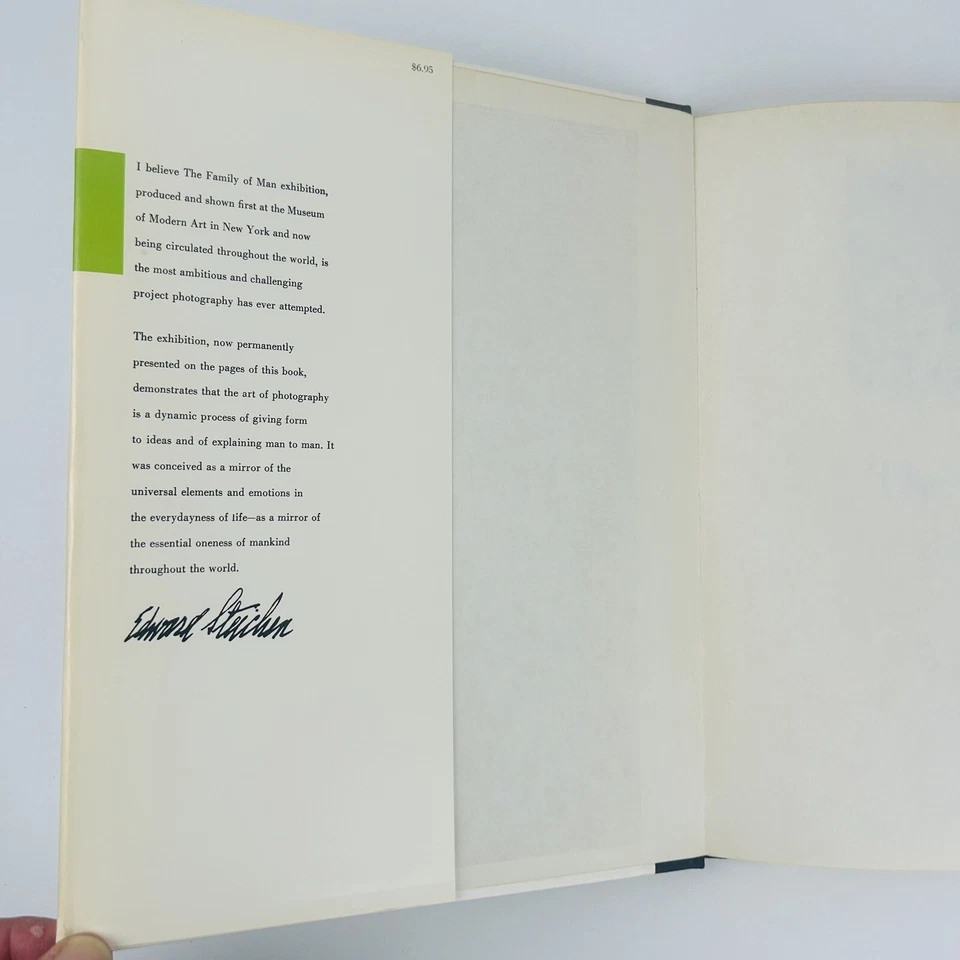 $6.95
I believe The Family of Man exhibition,
produced and shown first at the Museum
of Modern Art in New York and now
being circulated throughout the world, is
the most ambitious and challenging
project photography has ever attempted.
The exhibition, now permanently
presented on the pages of this book,
demonstrates that the art of photography
is a dynamic process of giving form
to ideas and of explaining man to man. It
was conceived as a mirror of the
universal elements and emotions in
the everydayness of life—as a mirror of
the essential oneness of mankind
throughout the world.
Edward Steichen